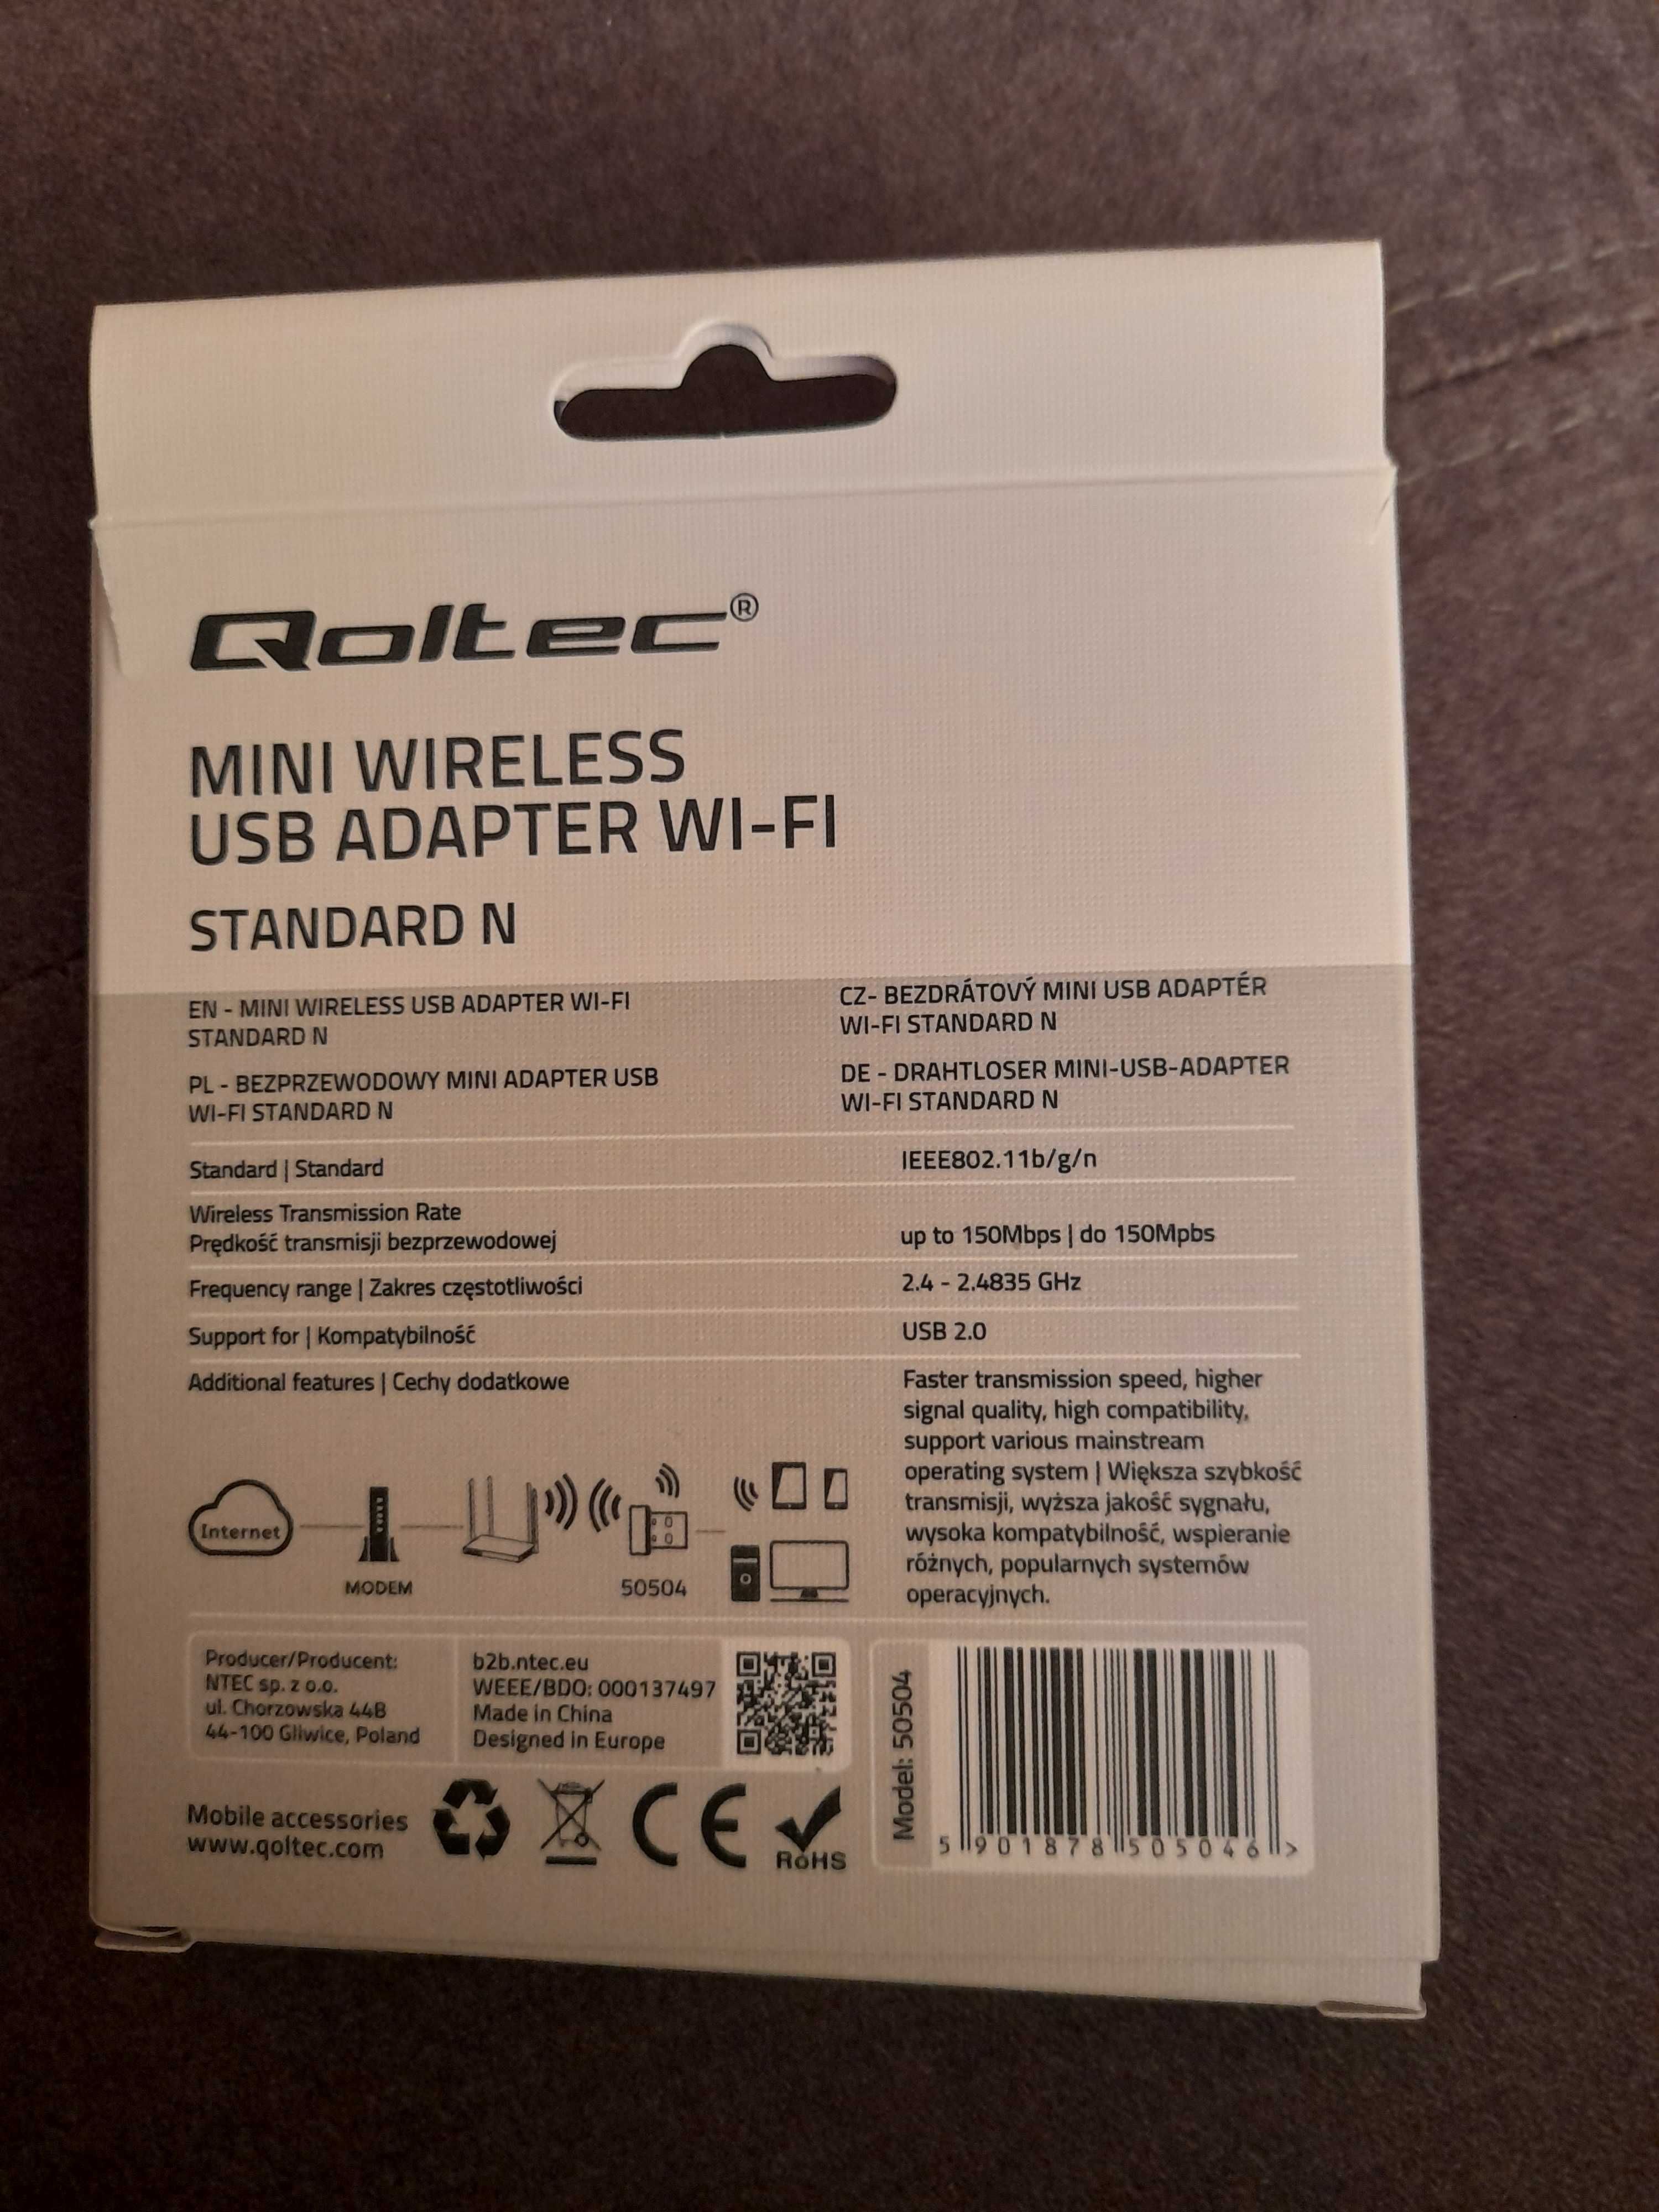 Qoltec®
MINI WIRELESS
USB ADAPTER WI-FI
STANDARD N
EN - MINI WIRELESS USB ADAPTER WI-FI
STANDARD N
PL - BEZPRZEWODOWY MINI ADAPTER USB
WI-FI STANDARD N
CZ- BEZDRÁTOVÝ MINI USB ADAPTÉR
WI-FI STANDARD N
DE - DRAHTLOSER MINI-USB-ADAPTER
WI-FI STANDARD N
Standard | Standard
IEEE802.11b/g/n
Wireless Transmission Rate
Prędkość transmisji bezprzewodowej
up to 150Mbps | do 150Mpbs
Frequency range | Zakres częstotliwości
2.4 - 2.4835 GHz
Support for | Kompatybilność
USB 2.0
Additional features | Cechy dodatkowe
Faster transmission speed, higher
signal quality, high compatibility,
support various mainstream
operating system | Większa szybkość
transmisji, wyższa jakość sygnału,
wysoka kompatybilność, wspieranie
różnych, popularnych systemów
operacyjnych.
Internet
MODEM
50504
Producer/Producent:
NTEC sp. z o.o.
ul. Chorzowska 44B
44-100 Gliwice, Poland
b2b.ntec.eu
WEEE/BDO: 000137497
Made in China
Designed in Europe
Model: 50504
5 901878 505046 >
Mobile accessories
www.qoltec.com
CE
RoHS